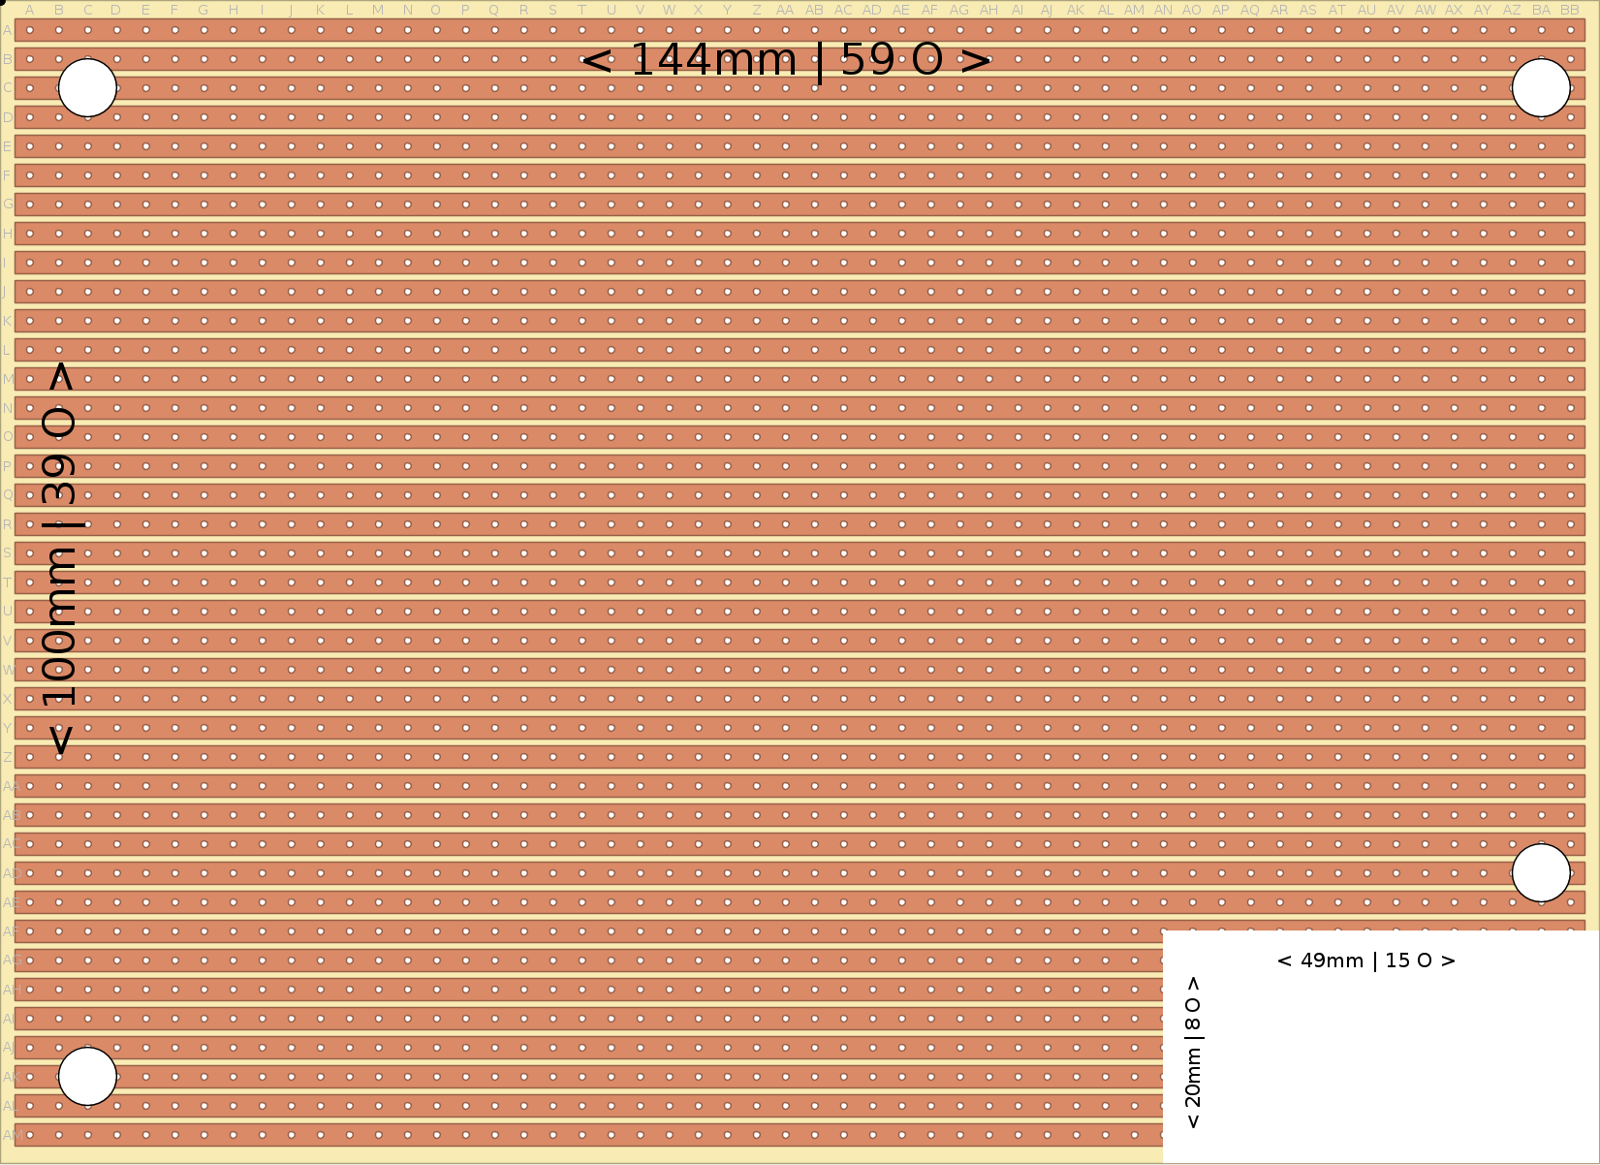 A B C D E F G H I J K L M N O P Q R S T U V W X Y Z AA AB AC AD AE AF AG AH AI AJ AK AL AM AN AO AP AQ AR AS AT AU AV AW AX AY AZ BA BB
A
< 144mm | 59 O >
B
C
D
E
F
G
H
I
J
K
L
M
N
O
P
Q
R
S
T
U
V
W
X
Y
Z
< 100mm | 39 O >
AA
AB
AC
AD
AE
AF
AG
AH
AI
AJ
AK
AL
AM
< 49mm | 15 O >
< 20mm | 8 O >